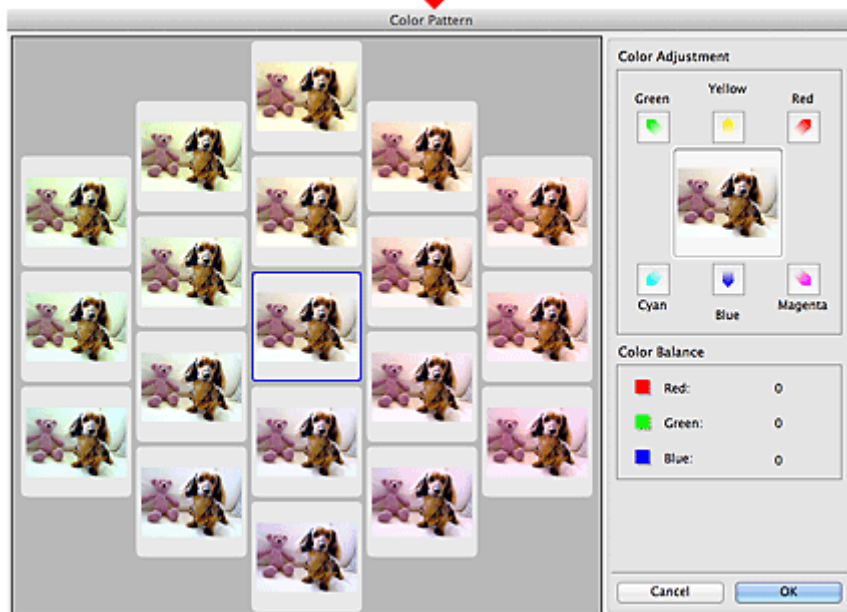 Color Pattern
Color Adjustment
Green Yellow Red
Cyan Blue Magenta
Color Balance
Red: 0
Green: 0
Blue: 0
Cancel OK